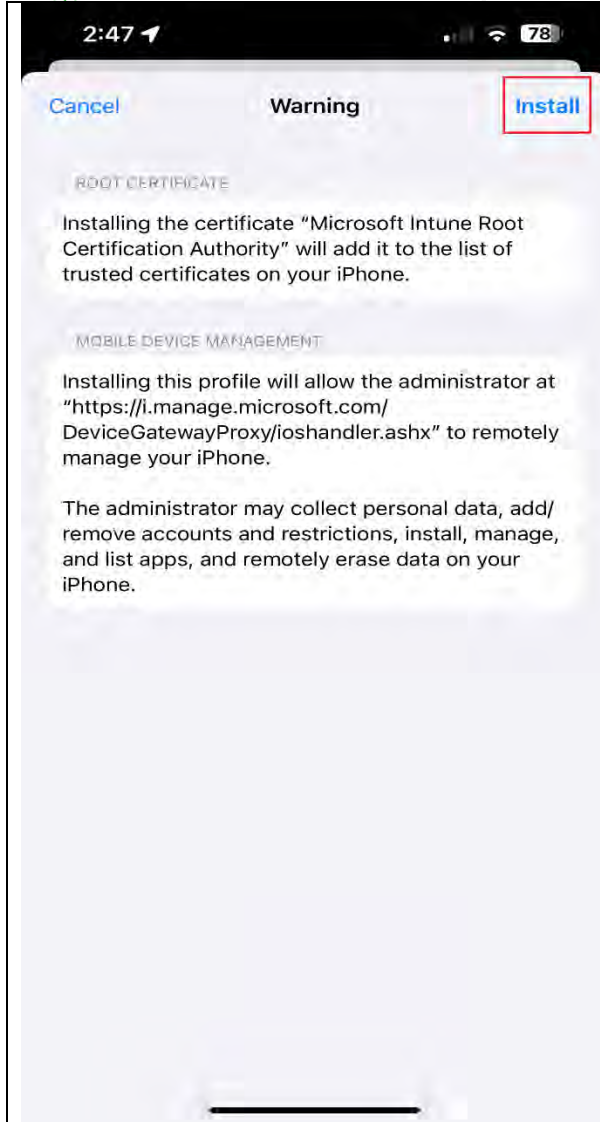 2:47
78
Cancel Warning Install
ROOT CERTIFICATE
Installing the certificate “Microsoft Intune Root
Certification Authority” will add it to the list of
trusted certificates on your iPhone.
MOBILE DEVICE MANAGEMENT
Installing this profile will allow the administrator at
“https://i.manage.microsoft.com/
DeviceGatewayProxy/ioshandler.ashx” to remotely
manage your iPhone.
The administrator may collect personal data, add/
remove accounts and restrictions, install, manage,
and list apps, and remotely erase data on your
iPhone.